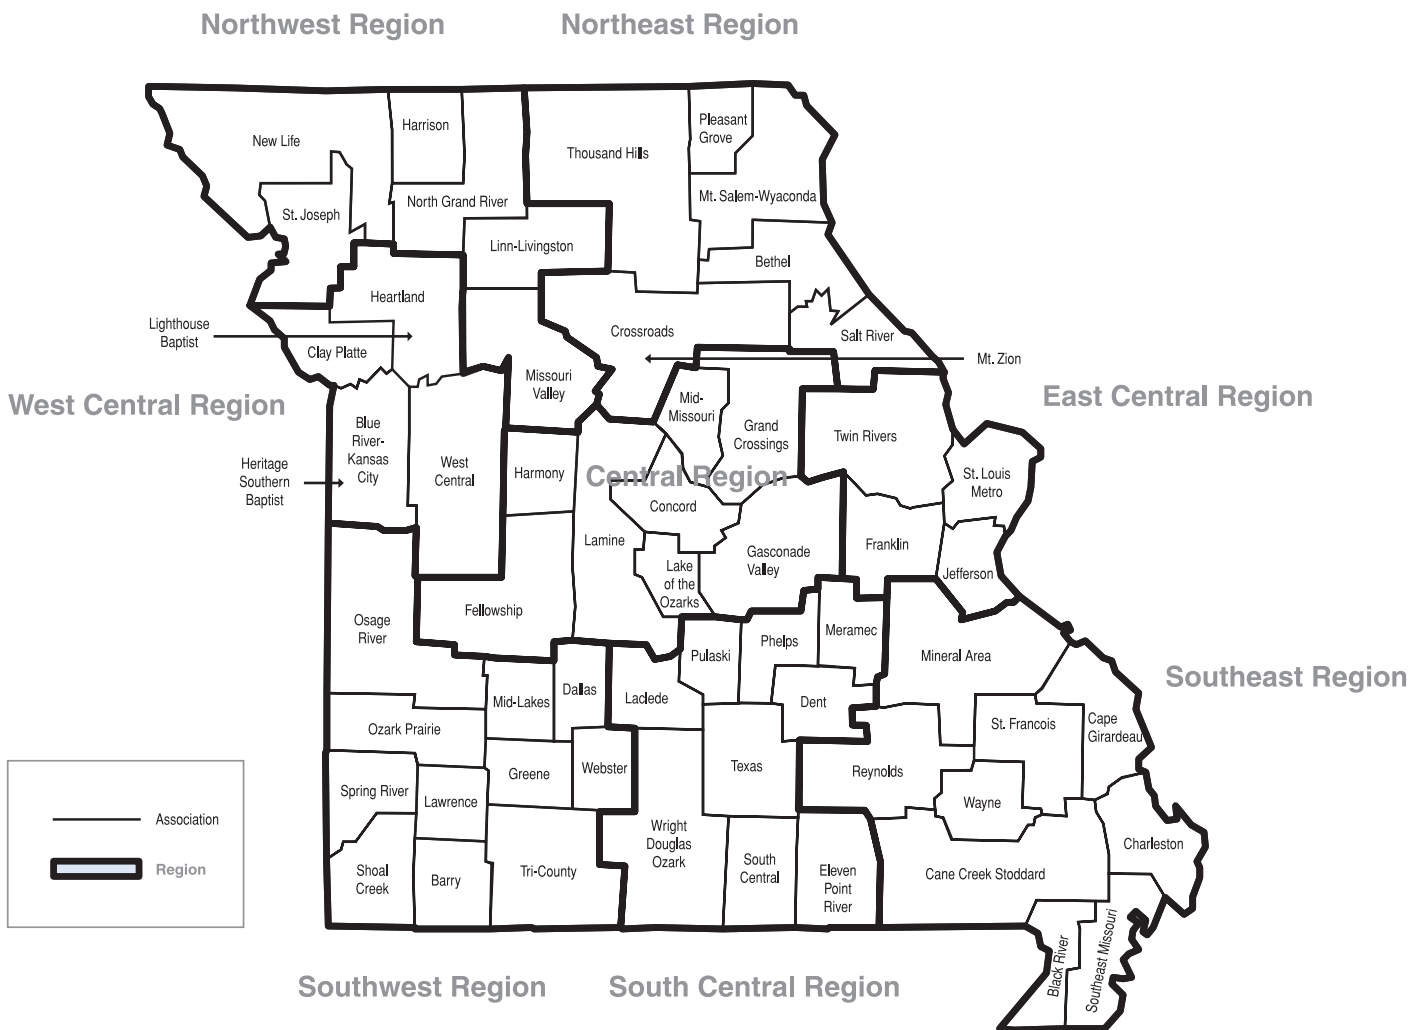 Northwest Region
Northeast Region
New Life
Harrison
Thousand Hills
Pleasant
Grove
St. Joseph
North Grand River
Mt. Salem-Wyaconda
Linn-Livingston
Bethel
Heartland
Lighthouse
Baptist
Clay Platte
Crossroads
Salt River
Mt. Zion
Missouri
Valley
Mid-
Missouri
West Central Region
East Central Region
Blue
River-
Kansas
City
Grand
Crossings
Twin Rivers
Heritage
Southern
Baptist
West
Central
Harmony
Central Region
St. Louis
Metro
Concord
Lamine
Franklin
Gasconade
Valley
Lake
of the
Ozarks
Jefferson
Fellowship
Osage
River
Pulaski
Phelps
Meramec
Mineral Area
Southeast Region
Mid-Lakes
Dallas
Laclede
Dent
Ozark Prairie
St. Francois
Cape
Girardeau
Greene
Webster
Texas
Reynolds
Spring River
Lawrence
Wayne
Association
Region
Wright
Douglas
Ozark
Charleston
Shoal
Creek
Barry
Tri-County
South
Central
Eleven
Point
River
Cane Creek Stoddard
Black River
Southeast Missouri
Southwest Region
South Central Region